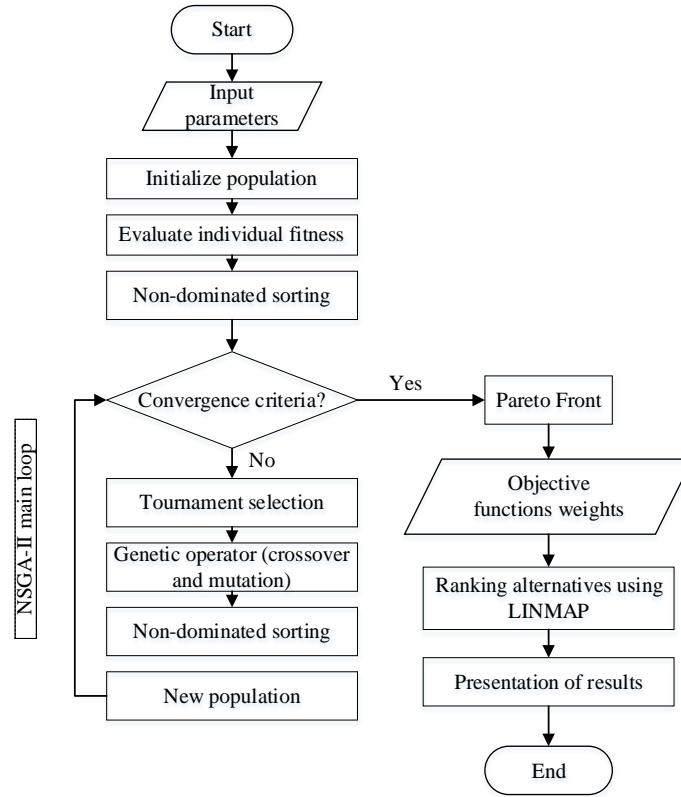 Start
Input
parameters
Initialize population
Evaluate individual fitness
Non-dominated sorting
Convergence criteria?
Yes
No
NSGA-II main loop
Tournament selection
Genetic operator (crossover
and mutation)
Non-dominated sorting
New population
Pareto Front
Objective
functions weights
Ranking alternatives using
LINMAP
Presentation of results
End